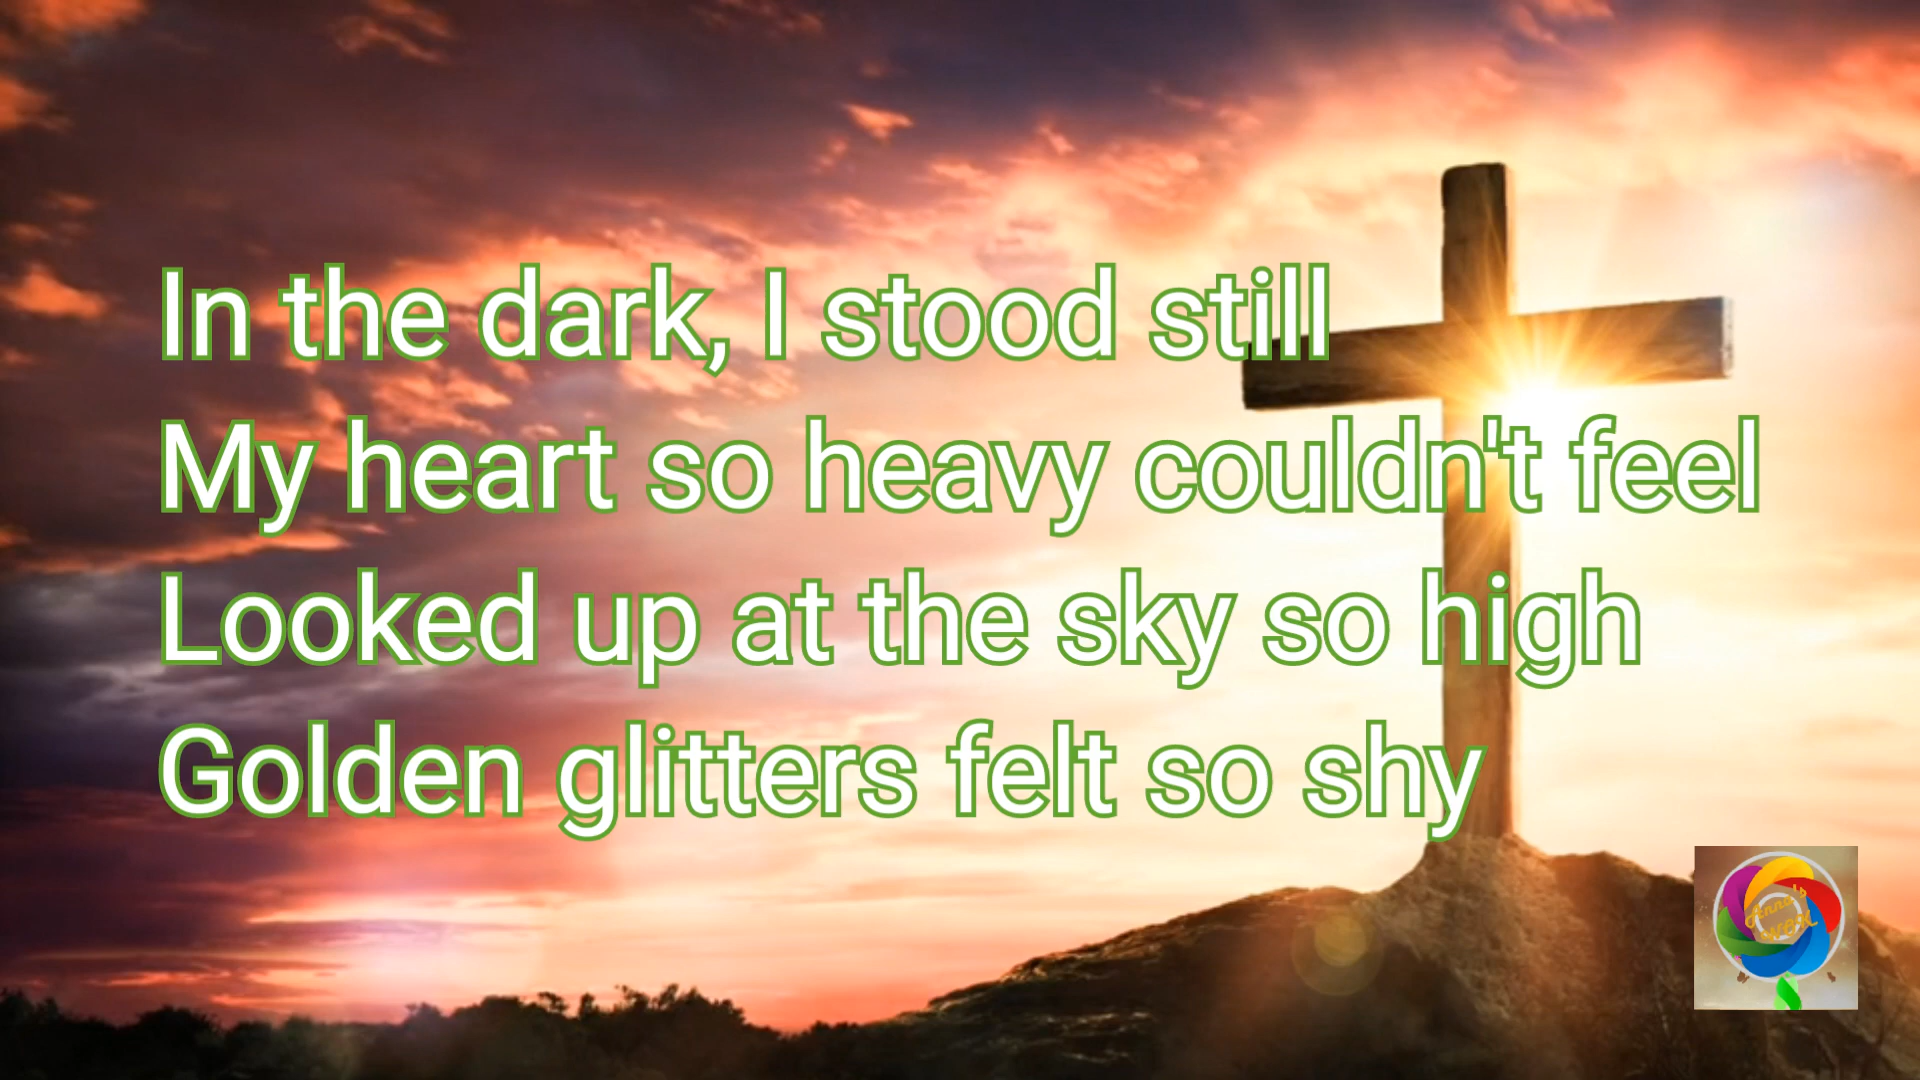 In the dark, I stood still
My heart so heavy couldn't feel
Looked up at the sky so high
Golden glitters felt so shy
Anna's